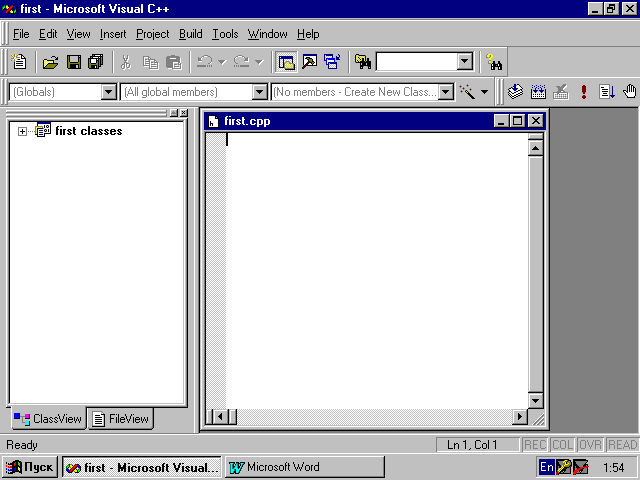 first - Microsoft Visual C++
File Edit View Insert Project Build Tools Window Help
(Globals) (All global members) (No members - Create New Class...
first classes
first.cpp
ClassView FileView
Ready Ln 1, Col 1 REC COL OVR READ
Пуск first - Microsoft Visual... Microsoft Word En 1:54